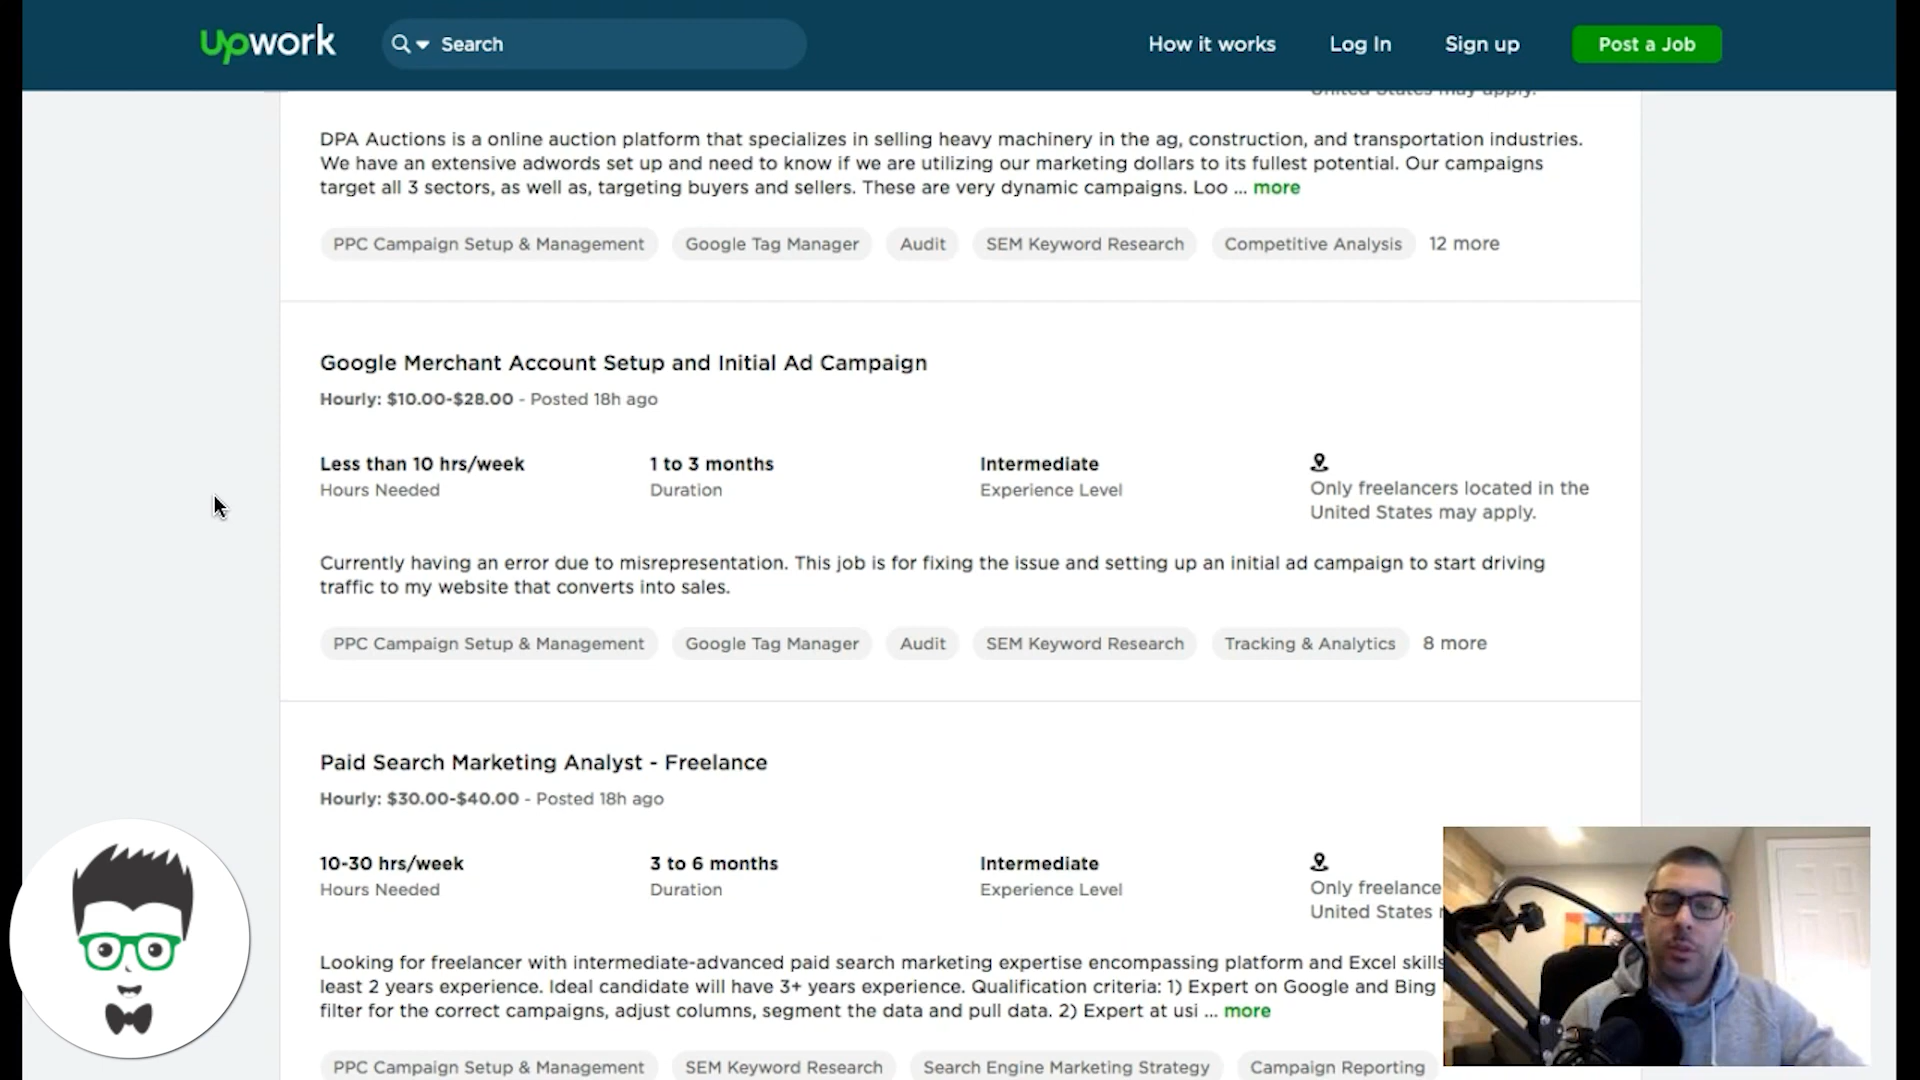 upwork
Search
How it works
Log In
Sign up
Post a Job
United States may apply.
DPA Auctions is a online auction platform that specializes in selling heavy machinery in the ag, construction, and transportation industries.
We have an extensive adwords set up and need to know if we are utilizing our marketing dollars to its fullest potential. Our campaigns
target all 3 sectors, as well as, targeting buyers and sellers. These are very dynamic campaigns. Loo ... more
PPC Campaign Setup & Management
Google Tag Manager
Audit
SEM Keyword Research
Competitive Analysis
12 more
Google Merchant Account Setup and Initial Ad Campaign
Hourly: $10.00-$28.00 - Posted 18h ago
Less than 10 hrs/week
Hours Needed
1 to 3 months
Duration
Intermediate
Experience Level
Only freelancers located in the
United States may apply.
Currently having an error due to misrepresentation. This job is for fixing the issue and setting up an initial ad campaign to start driving
traffic to my website that converts into sales.
PPC Campaign Setup & Management
Google Tag Manager
Audit
SEM Keyword Research
Tracking & Analytics
8 more
Paid Search Marketing Analyst - Freelance
Hourly: $30.00-$40.00 - Posted 18h ago
10-30 hrs/week
Hours Needed
3 to 6 months
Duration
Intermediate
Experience Level
Only freelance
United States
Looking for freelancer with intermediate-advanced paid search marketing expertise encompassing platform and Excel skills
least 2 years experience. Ideal candidate will have 3+ years experience. Qualification criteria: 1) Expert on Google and Bing
filter for the correct campaigns, adjust columns, segment the data and pull data. 2) Expert at usi ... more
PPC Campaign Setup & Management
SEM Keyword Research
Search Engine Marketing Strategy
Campaign Reporting